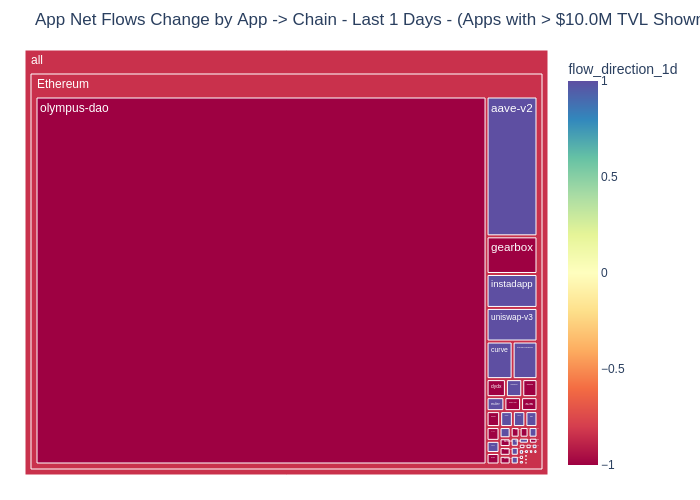 App Net Flows Change by App -> Chain - Last 1 Days - (Apps with > $10.0M TVL Shown
all
Ethereum
olympus-dao
aave-v2
gearbox
instadapp
uniswap-v3
curve
dydx
flow_direction_1d
1
0.5
0
−0.5
−1